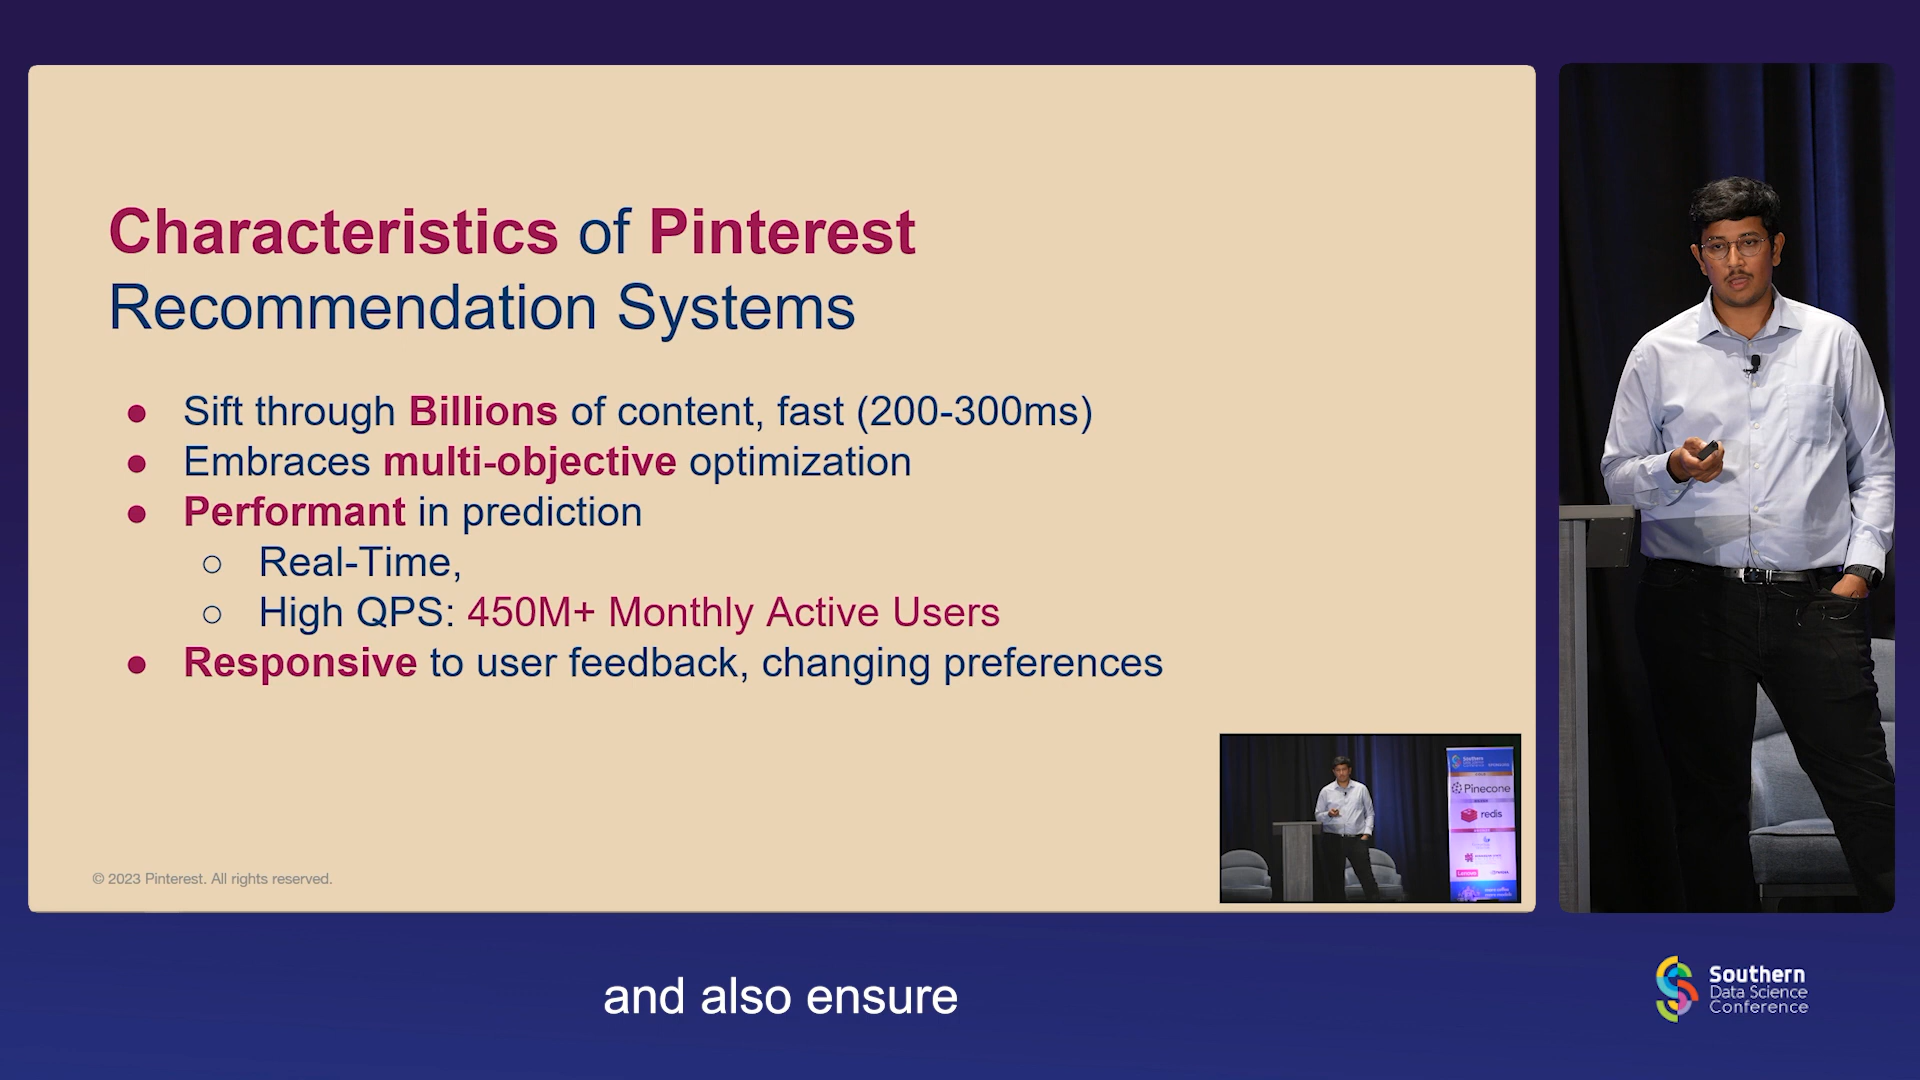 Characteristics of Pinterest
Recommendation Systems
● Sift through Billions of content, fast (200-300ms)
● Embraces multi-objective optimization
● Performant in prediction
○ Real-Time,
○ High QPS: 450M+ Monthly Active Users
● Responsive to user feedback, changing preferences
© 2023 Pinterest. All rights reserved.
Southern
Pinecone
redis
Lenovo
and also ensure
Southern
Data Science
Conference